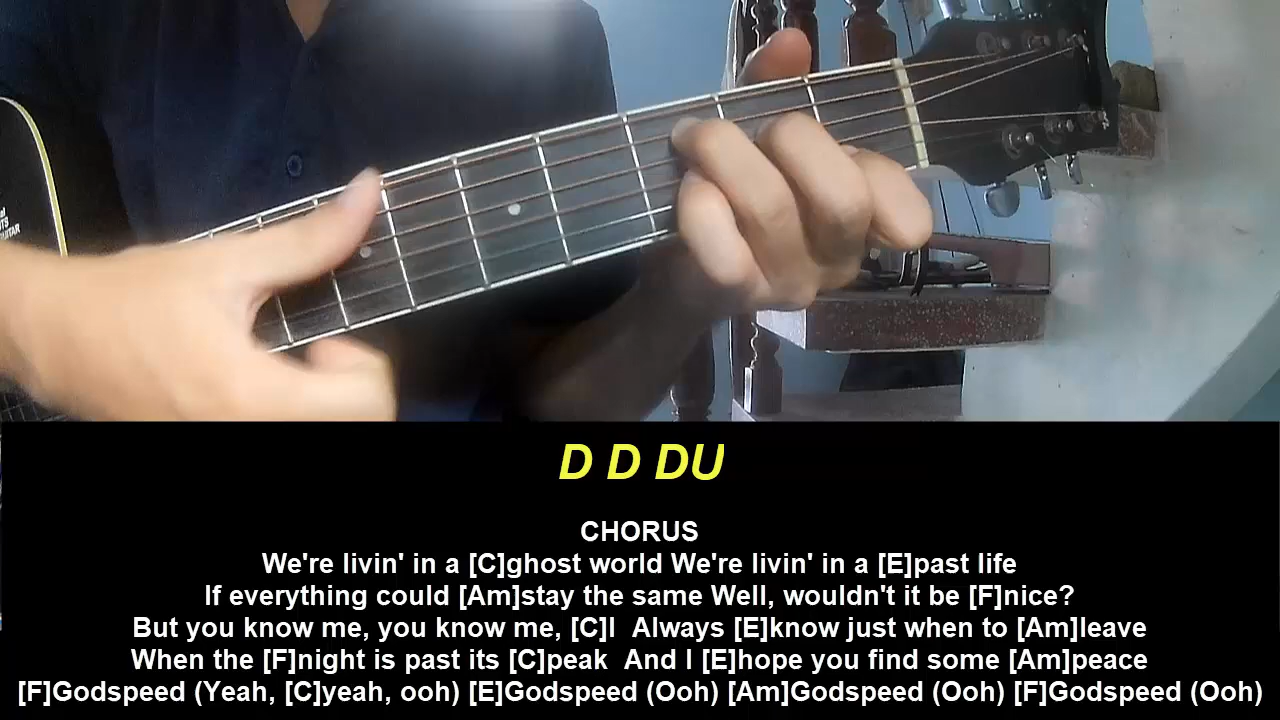 D D DU
CHORUS
We're livin' in a [C]ghost world We're livin' in a [E]past life
If everything could [Am]stay the same Well, wouldn't it be [F]nice?
But you know me, you know me, [C]I  Always [E]know just when to [Am]leave
When the [F]night is past its [C]peak  And I [E]hope you find some [Am]peace
[F]Godspeed (Yeah, [C]yeah, ooh) [E]Godspeed (Ooh) [Am]Godspeed (Ooh) [F]Godspeed (Ooh)